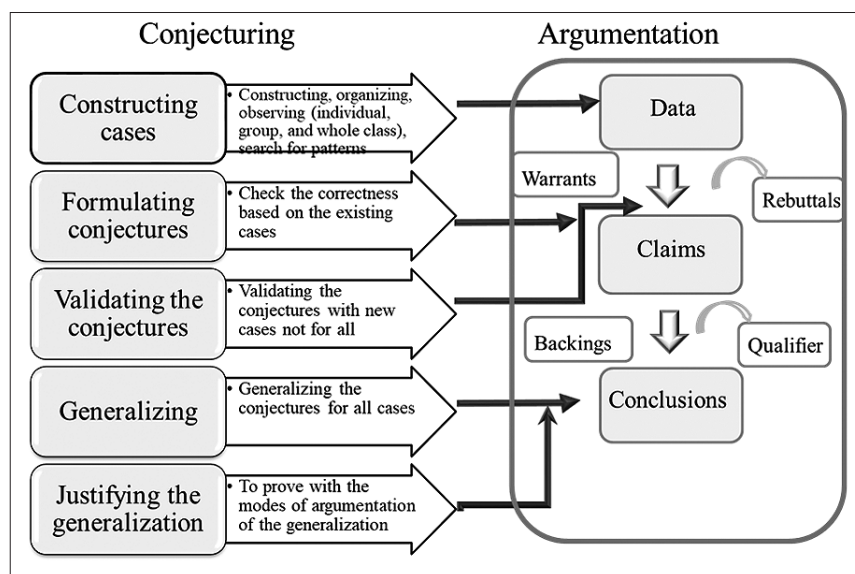 Conjecturing
Argumentation
Constructing
cases
• Constructing, organizing,
observing (individual,
group, and whole class),
search for patterns
Formulating
conjectures
• Check the correctness
based on the existing
cases
Validating the
conjectures
• Validating the
conjectures with new
cases not for all
Generalizing
• Generalizing the
conjectures for all cases
Justifying the
generalization
• To prove with the
modes of argumentation
of the generalization
Data
Warrants
Rebuttals
Claims
Backings
Qualifier
Conclusions